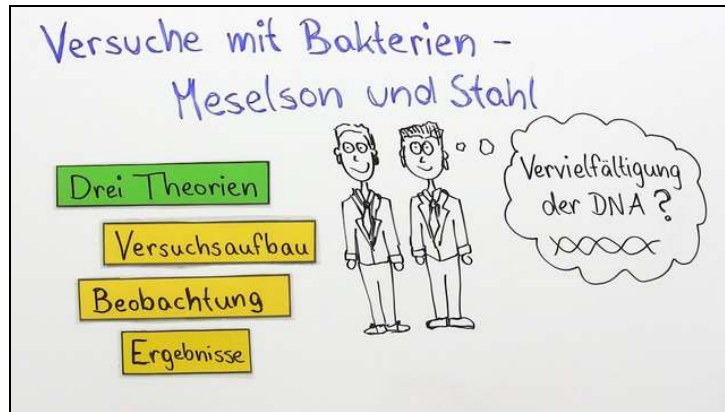 Versuche mit Bakterien -
Meselson und Stahl
Drei Theorien
Versuchsaufbau
Beobachtung
Ergebnisse
Vervielfältigung
der DNA?